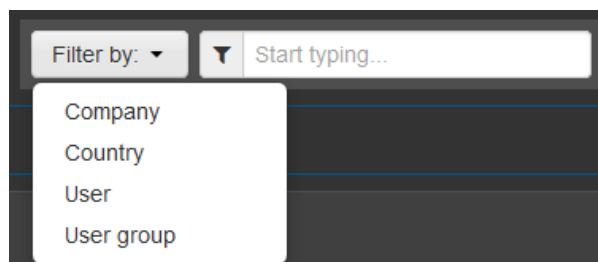 Filter by:
Start typing...
Company
Country
User
User group